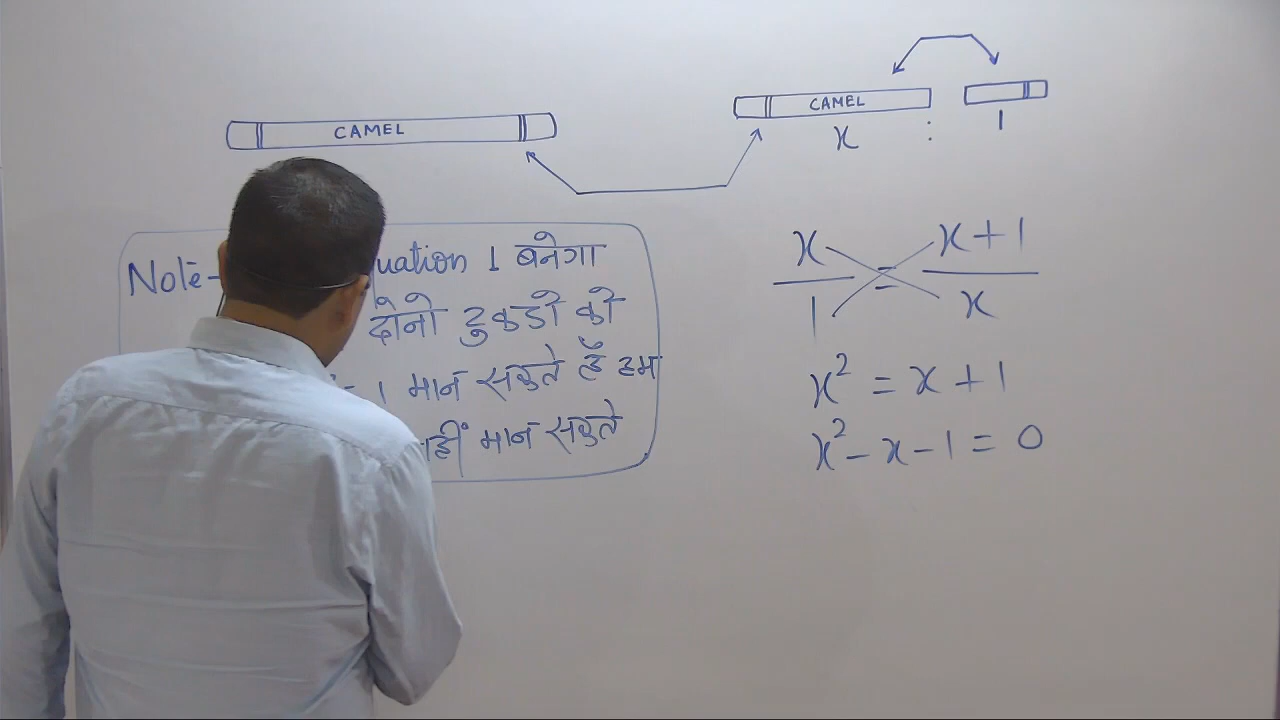 CAMEL
CAMEL
x : 1
Note- uation 1 बनेगा
दोनो टुकडो को
1 मान सकते हैं हम
नहीं मान सकते
x/1 = x+1/x
x² = x + 1
x² - x - 1 = 0